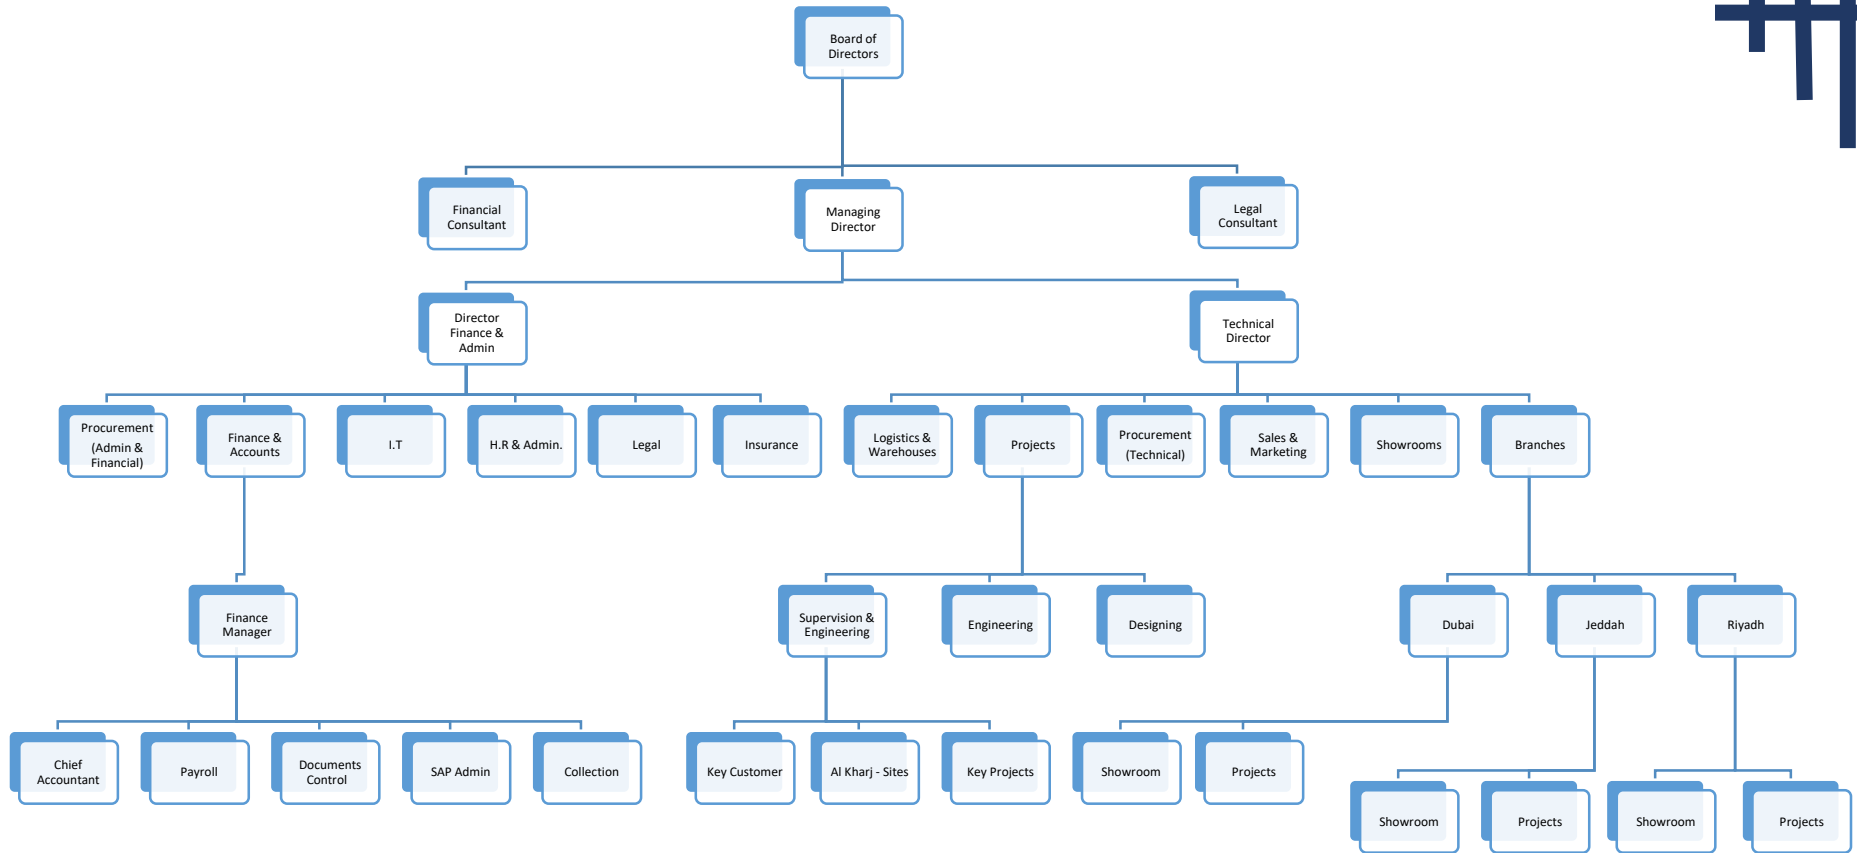 Board of
Directors
Financial
Consultant
Managing
Director
Legal
Consultant
Director
Finance &
Admin
Technical
Director
Procurement
(Admin &
Financial)
Finance &
Accounts
I.T
H.R & Admin.
Legal
Insurance
Logistics &
Warehouses
Projects
Procurement
(Technical)
Sales &
Marketing
Showrooms
Branches
Finance
Manager
Supervision &
Engineering
Engineering
Designing
Dubai
Jeddah
Riyadh
Chief
Accountant
Payroll
Documents
Control
SAP Admin
Collection
Key Customer
Al Kharj - Sites
Key Projects
Showroom
Projects
Showroom
Projects
Showroom
Projects